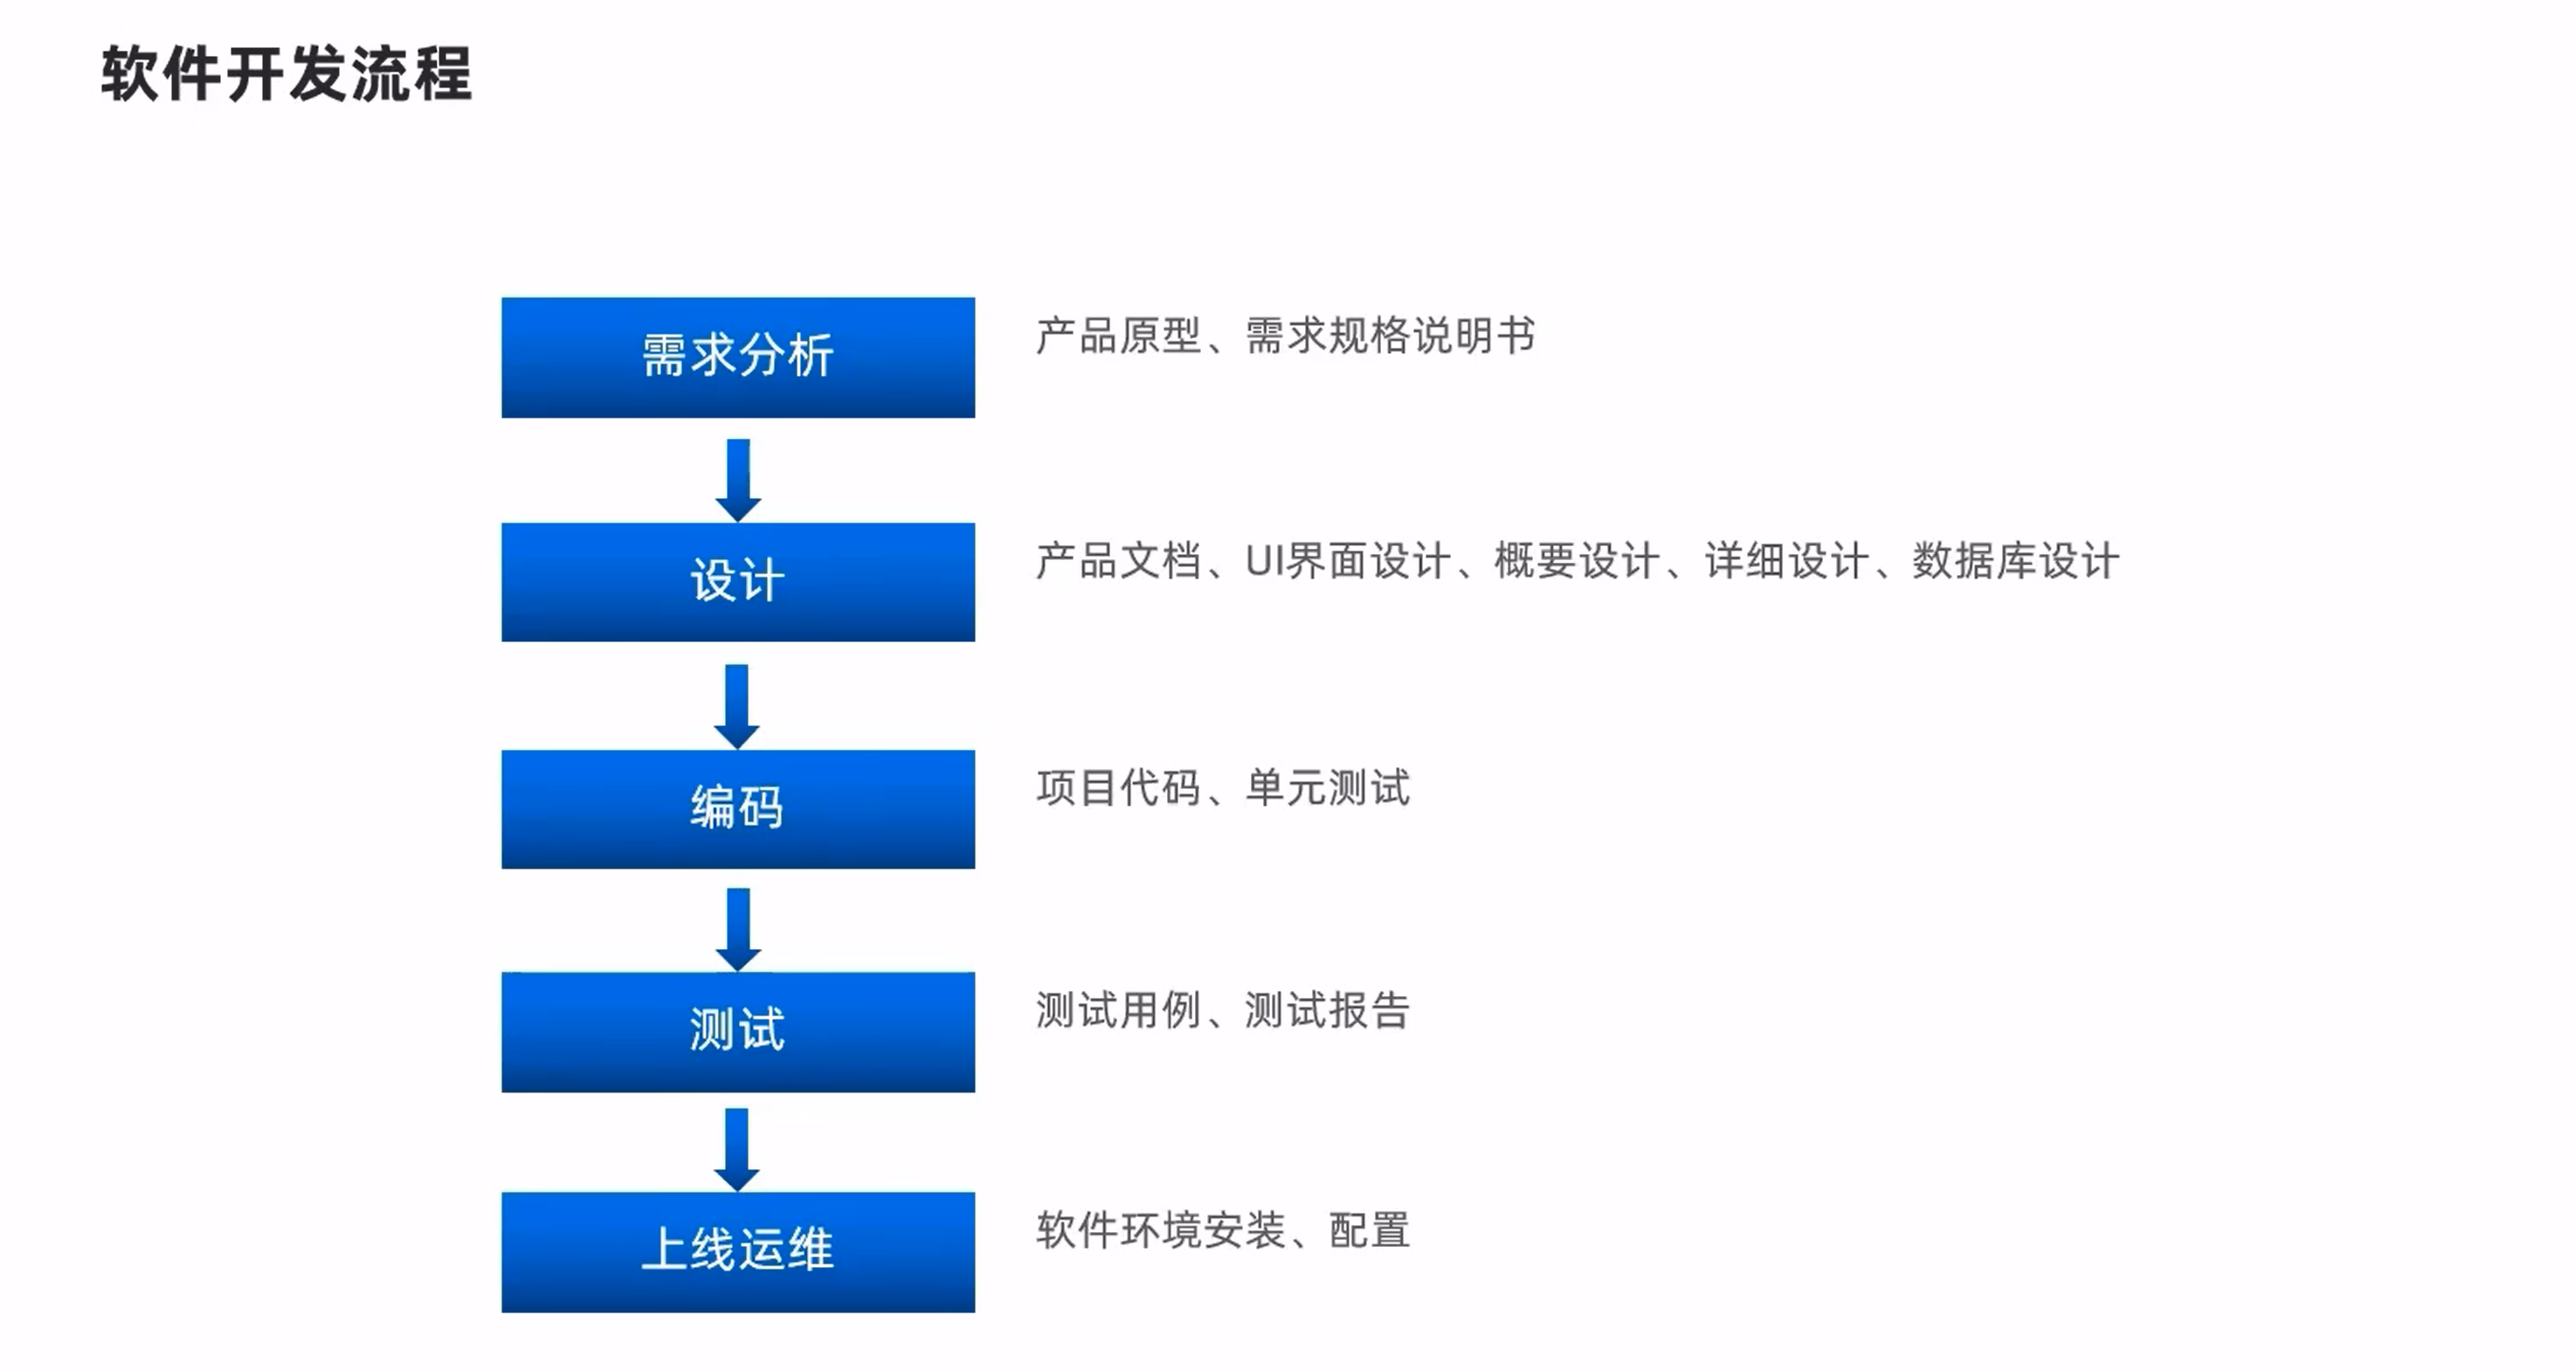 软件开发流程
需求分析
产品原型、需求规格说明书
设计
产品文档、UI界面设计、概要设计、详细设计、数据库设计
编码
项目代码、单元测试
测试
测试用例、测试报告
上线运维
软件环境安装、配置